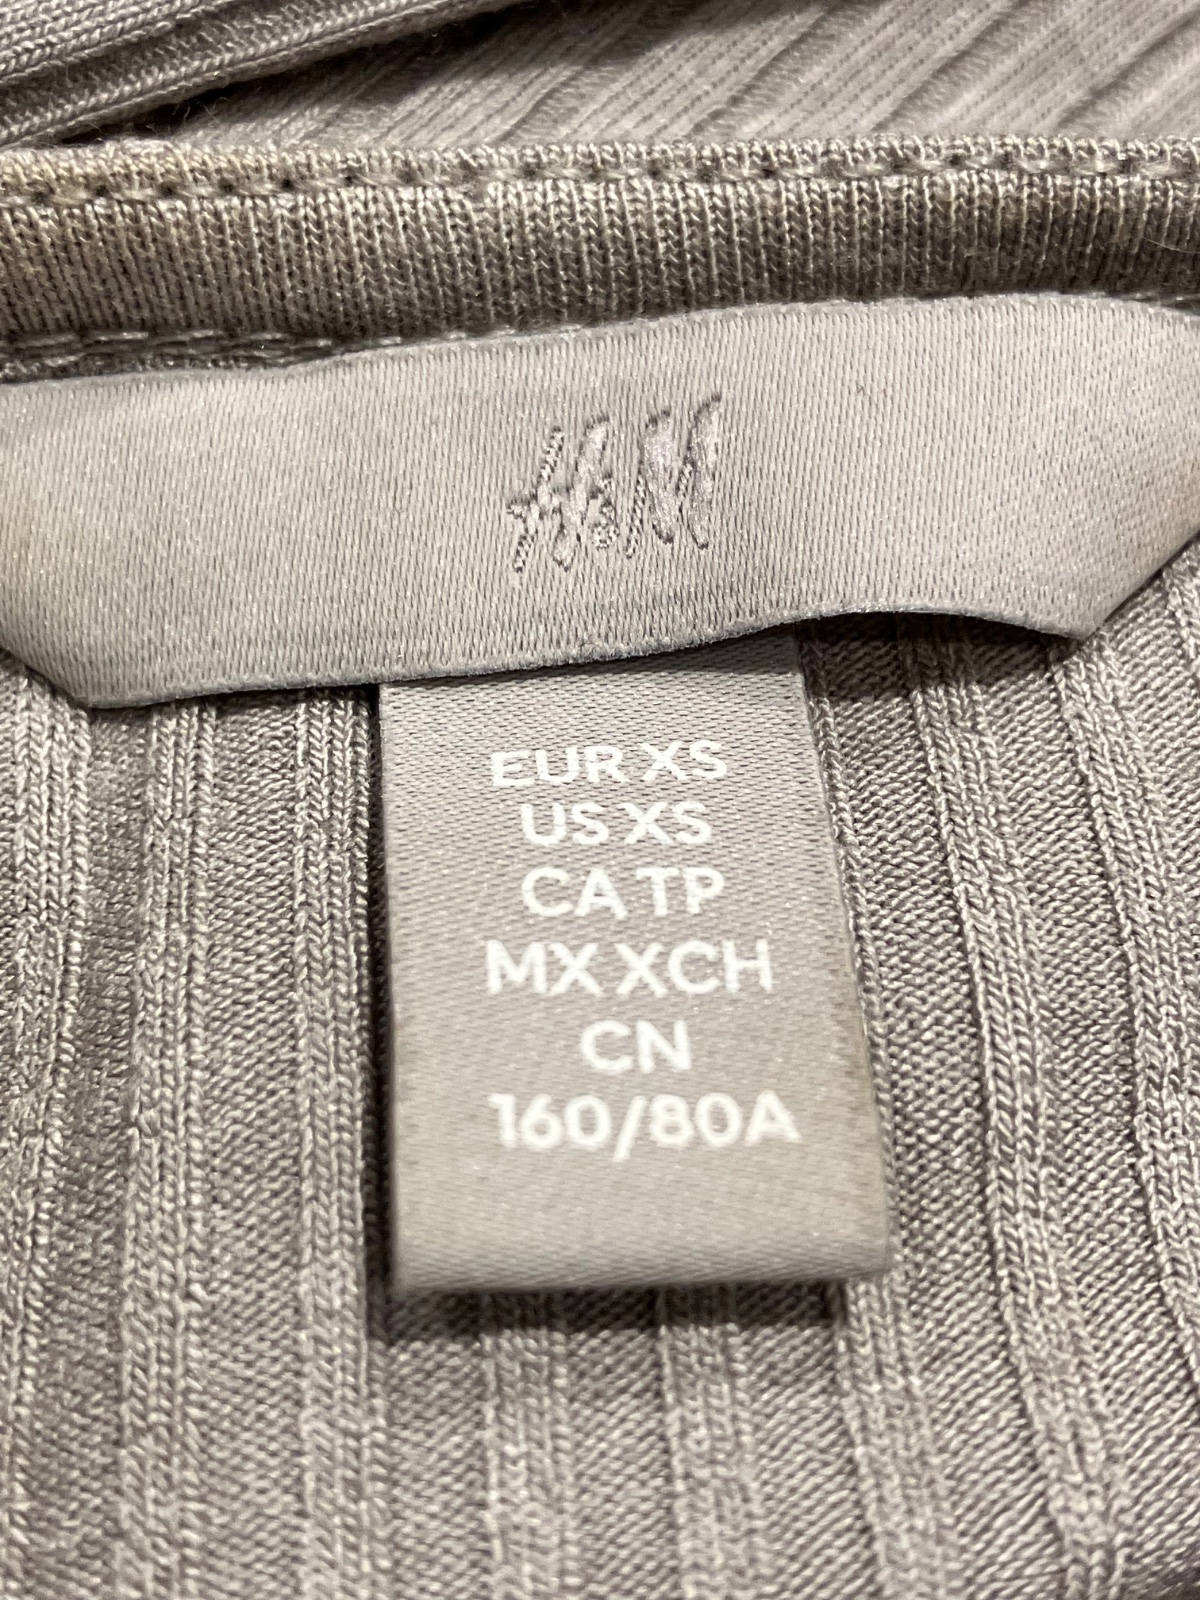 H&M
EUR XS
US XS
CA TP
MX XCH
CN
160/80A